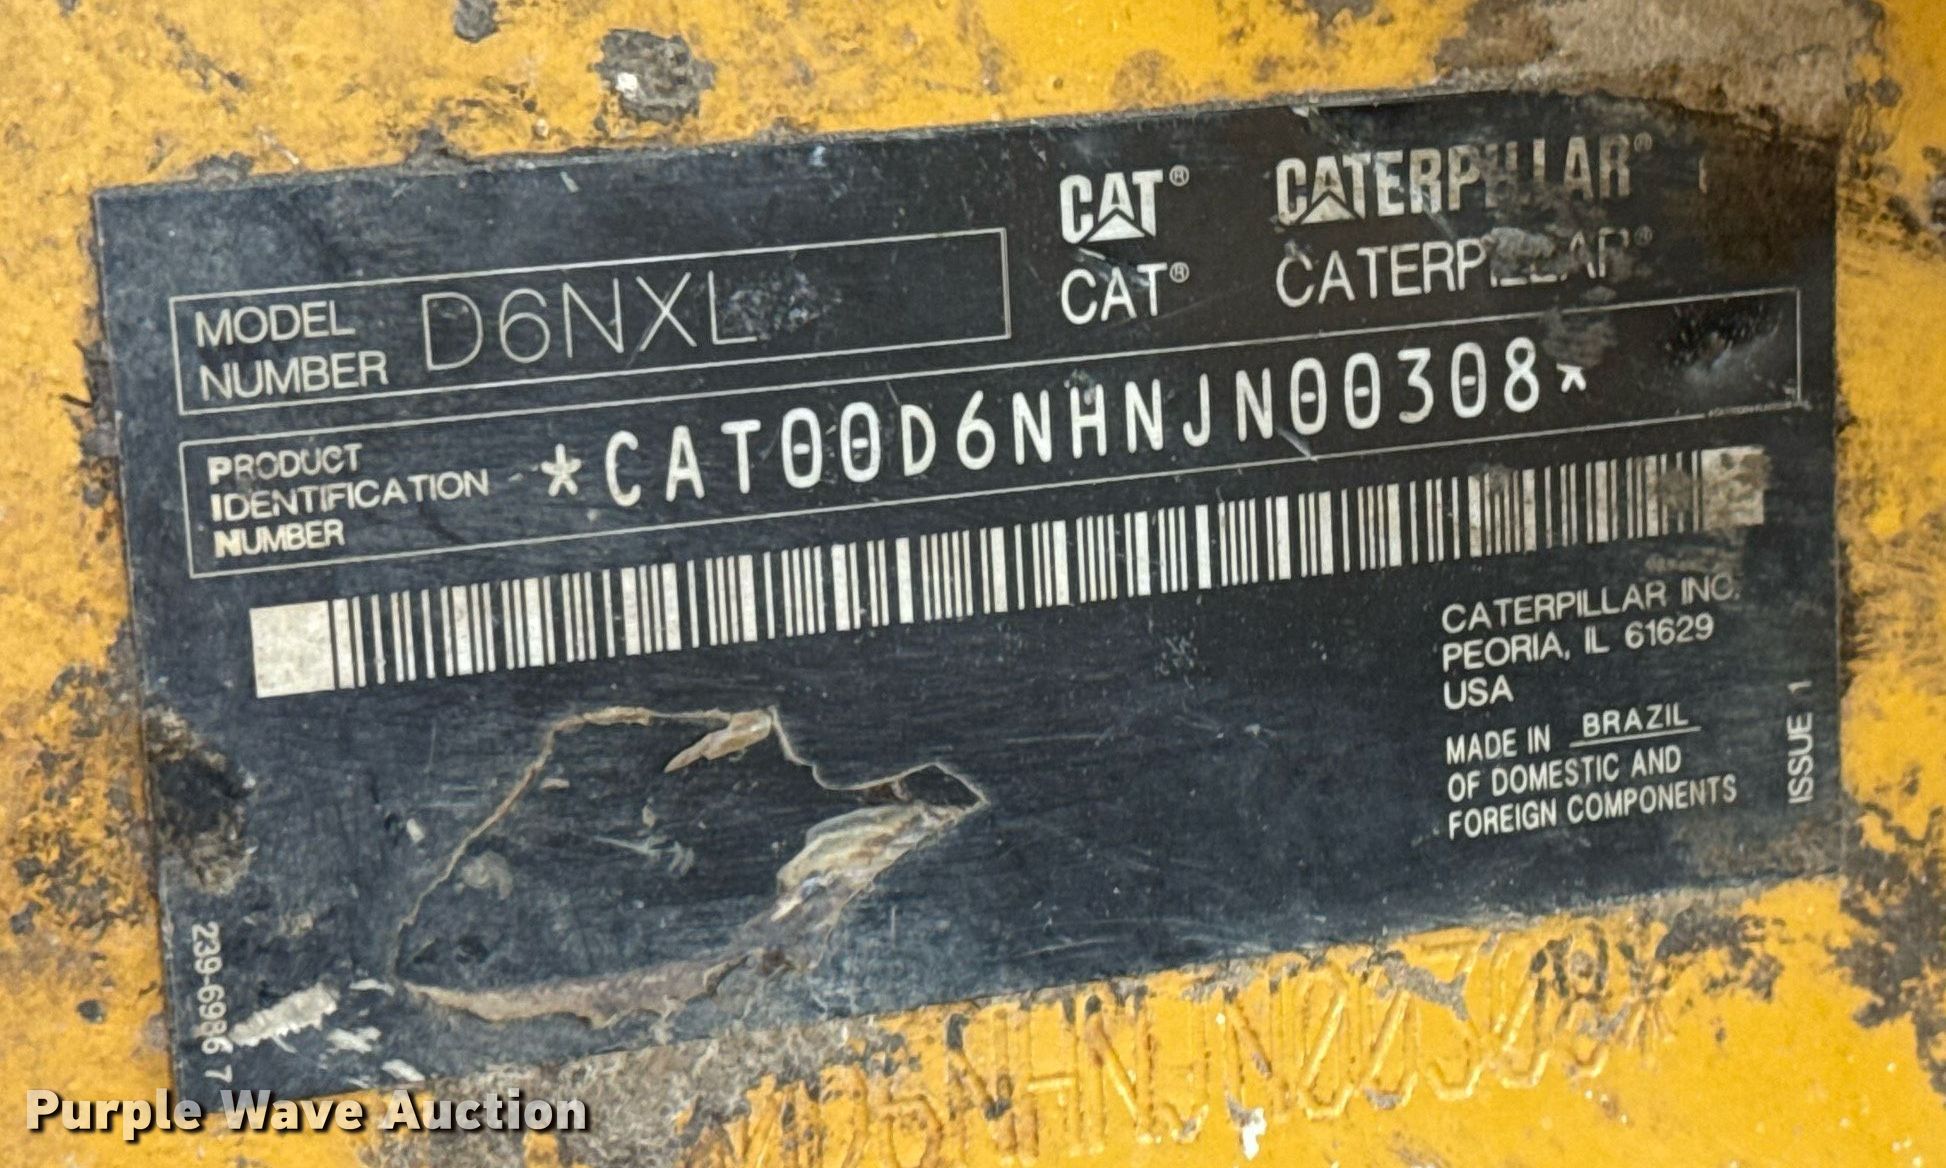 CAT® CATERPILLAR®
CAT® CATERPILLAR®
MODEL NUMBER D6NXL
PRODUCT IDENTIFICATION NUMBER *CAT00D6NHNJN00308*
CATERPILLAR INC.
PEORIA, IL 61629
USA
MADE IN BRAZIL
OF DOMESTIC AND
FOREIGN COMPONENTS
ISSUE 1
239-6986 7
D6NHNJN00308*
Purple Wave Auction